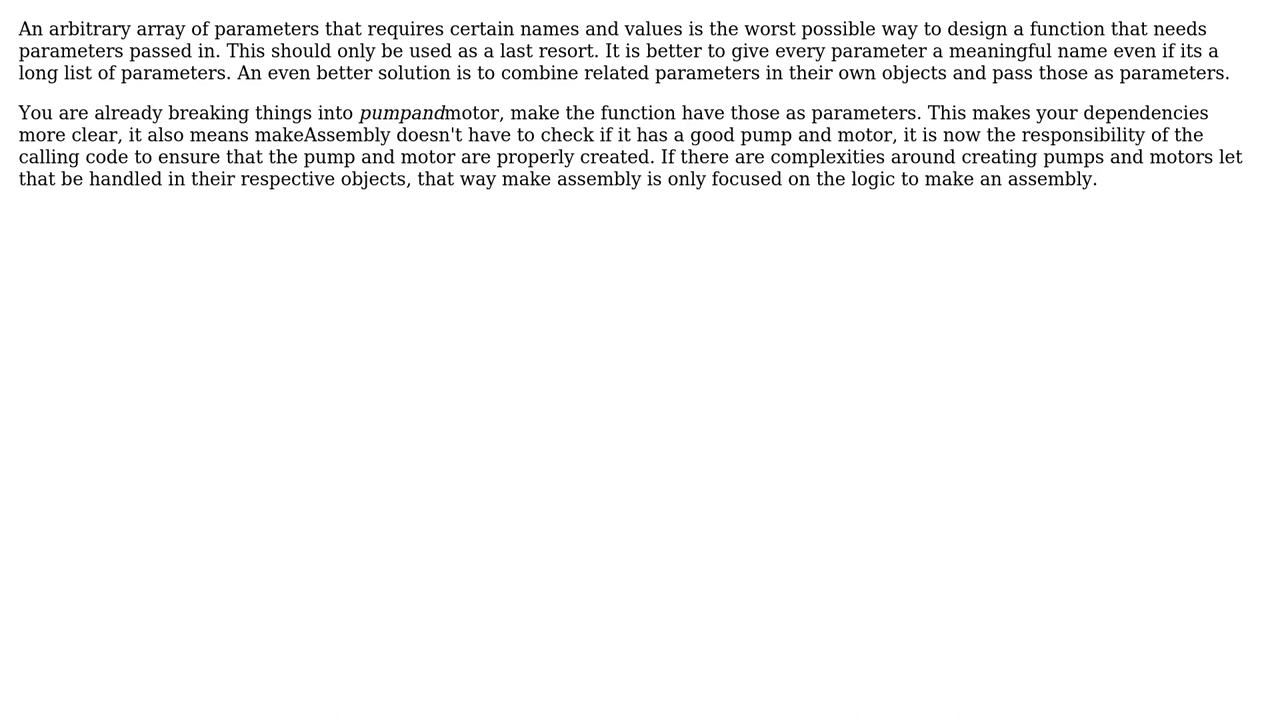 An arbitrary array of parameters that requires certain names and values is the worst possible way to design a function that needs
parameters passed in. This should only be used as a last resort. It is better to give every parameter a meaningful name even if its a
long list of parameters. An even better solution is to combine related parameters in their own objects and pass those as parameters.
You are already breaking things into pumpandmotor, make the function have those as parameters. This makes your dependencies
more clear, it also means makeAssembly doesn't have to check if it has a good pump and motor, it is now the responsibility of the
calling code to ensure that the pump and motor are properly created. If there are complexities around creating pumps and motors let
that be handled in their respective objects, that way make assembly is only focused on the logic to make an assembly.